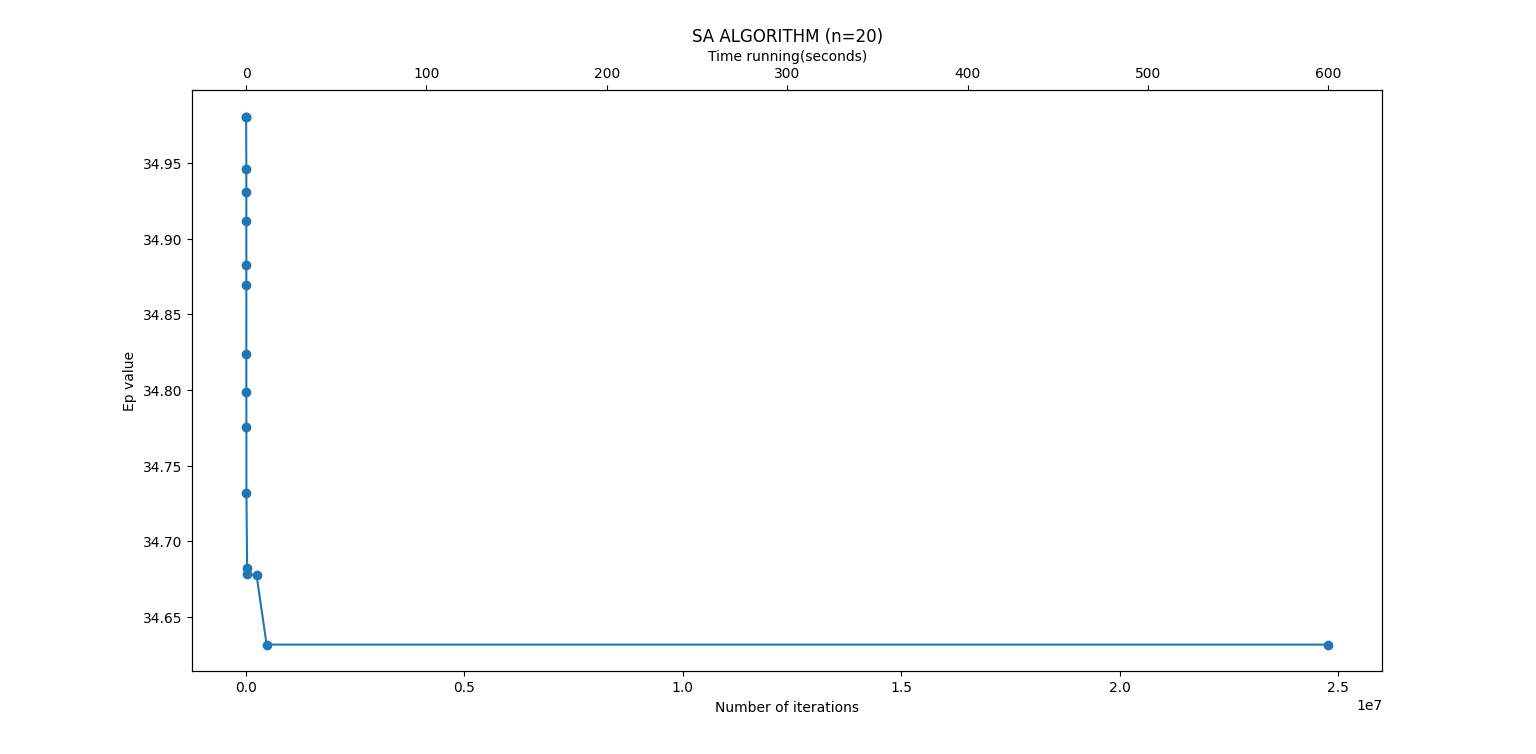 SA ALGORITHM (n=20)
Time running(seconds)
0 100 200 300 400 500 600
34.95
34.90
34.85
34.80
34.75
34.70
34.65
Ep value
0.0 0.5 1.0 1.5 2.0 2.5
1e7
Number of iterations